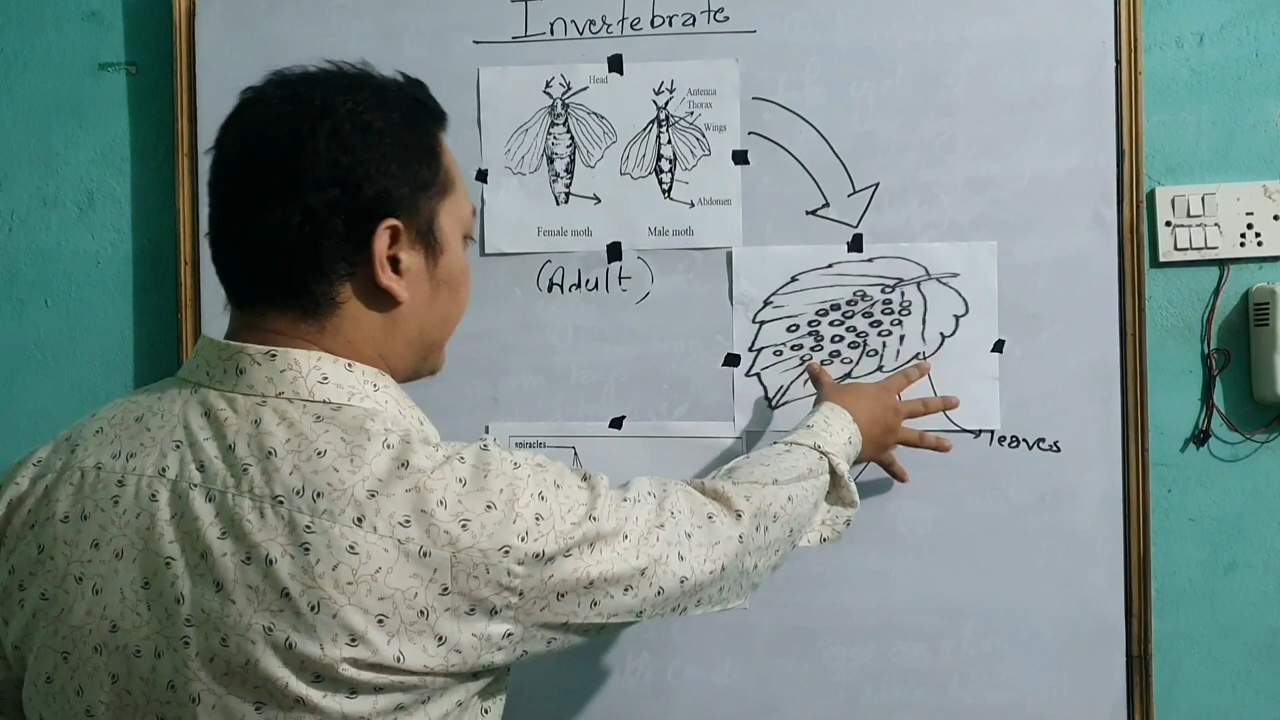 Invertebrate
Head
Antenna
Thorax
Wings
Abdomen
Female moth
Male moth
(Adult)
leaves
spiracles